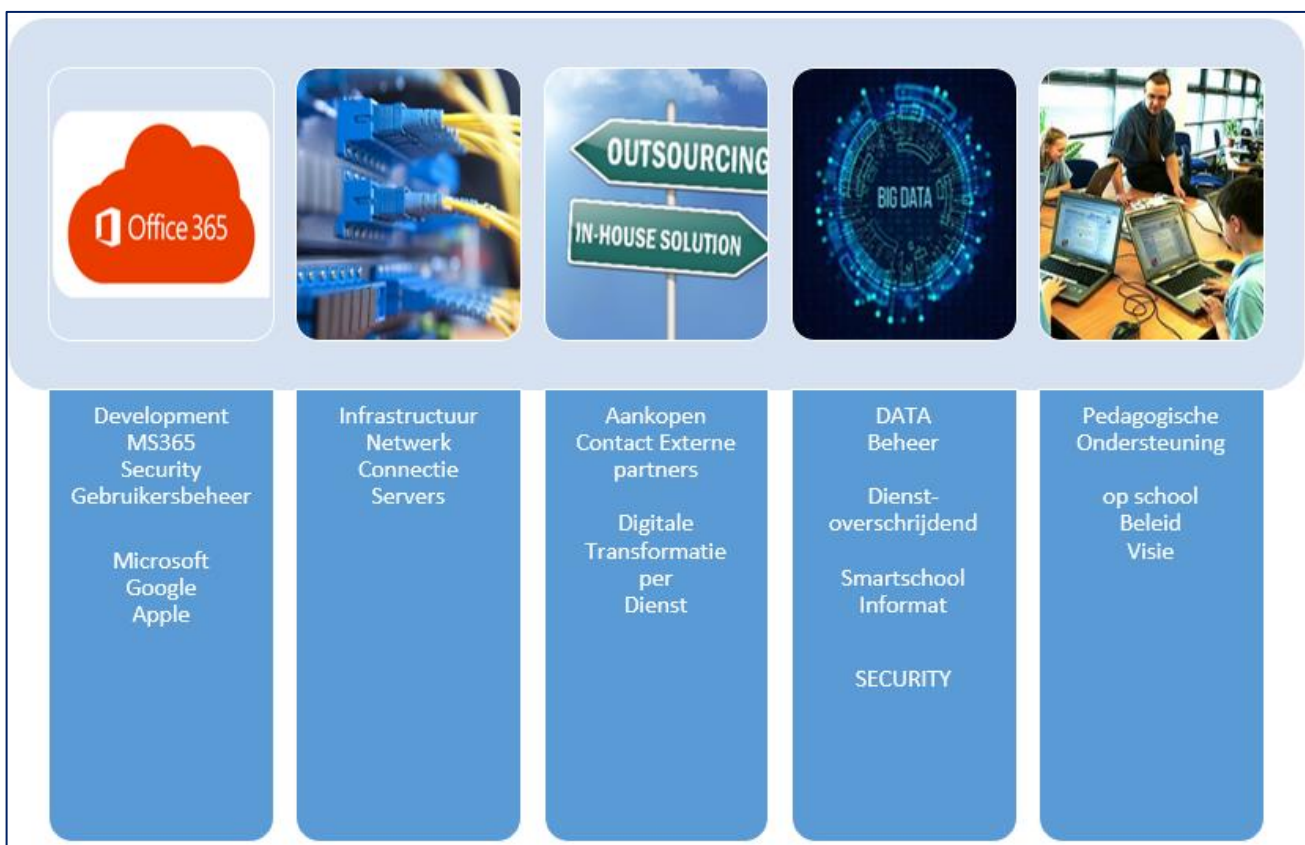 Office 365
OUTSOURCING
IN-HOUSE SOLUTION
BIG DATA
Development
MS365
Security
Gebruikersbeheer
Microsoft
Google
Apple
Infrastructuur
Netwerk
Connectie
Servers
Aankopen
Contact Externe
partners
Digitale
Transformatie
per
Dienst
DATA
Beheer
Dienst-
overschrijdend
Smartschool
Informat
SECURITY
Pedagogische
Ondersteuning
op school
Beleid
Visie